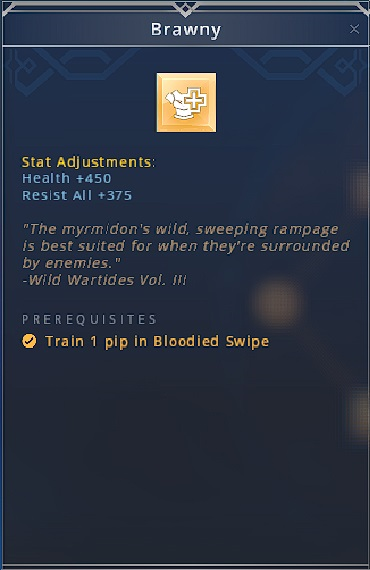 Brawny
Stat Adjustments:
Health +450
Resist All +375
"The myrmidon's wild, sweeping rampage
is best suited for when they're surrounded
by enemies."
-Wild Wartides Vol. III
PREREQUISITES
Train 1 pip in Bloodied Swipe